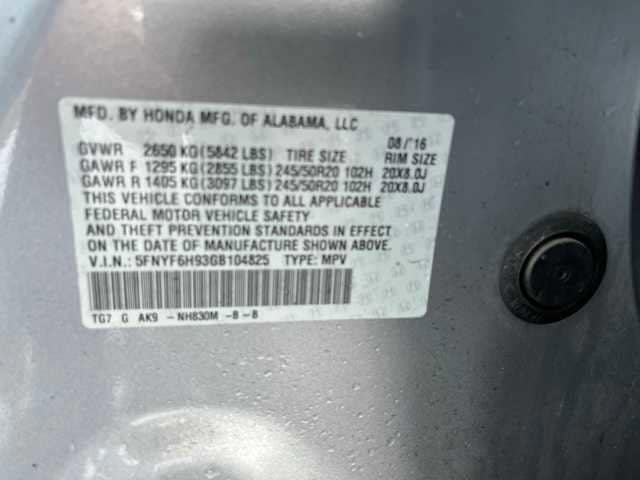 MFD. BY HONDA MFG. OF ALABAMA, LLC 08/'16
GVWR 2650 KG(5842 LBS) TIRE SIZE RIM SIZE
GAWR F 1295 KG(2855 LBS)245/50R20 102H 20X8.0J
GAWR R 1405 KG(3097 LBS)245/50R20 102H 20X8.0J
THIS VEHICLE CONFORMS TO ALL APPLICABLE
FEDERAL MOTOR VEHICLE SAFETY
AND THEFT PREVENTION STANDARDS IN EFFECT
ON THE DATE OF MANUFACTURE SHOWN ABOVE.
V.I.N.: 5FNYF6H93GB104825 TYPE: MPV
TG7 G AK9 -NH830M -B -B